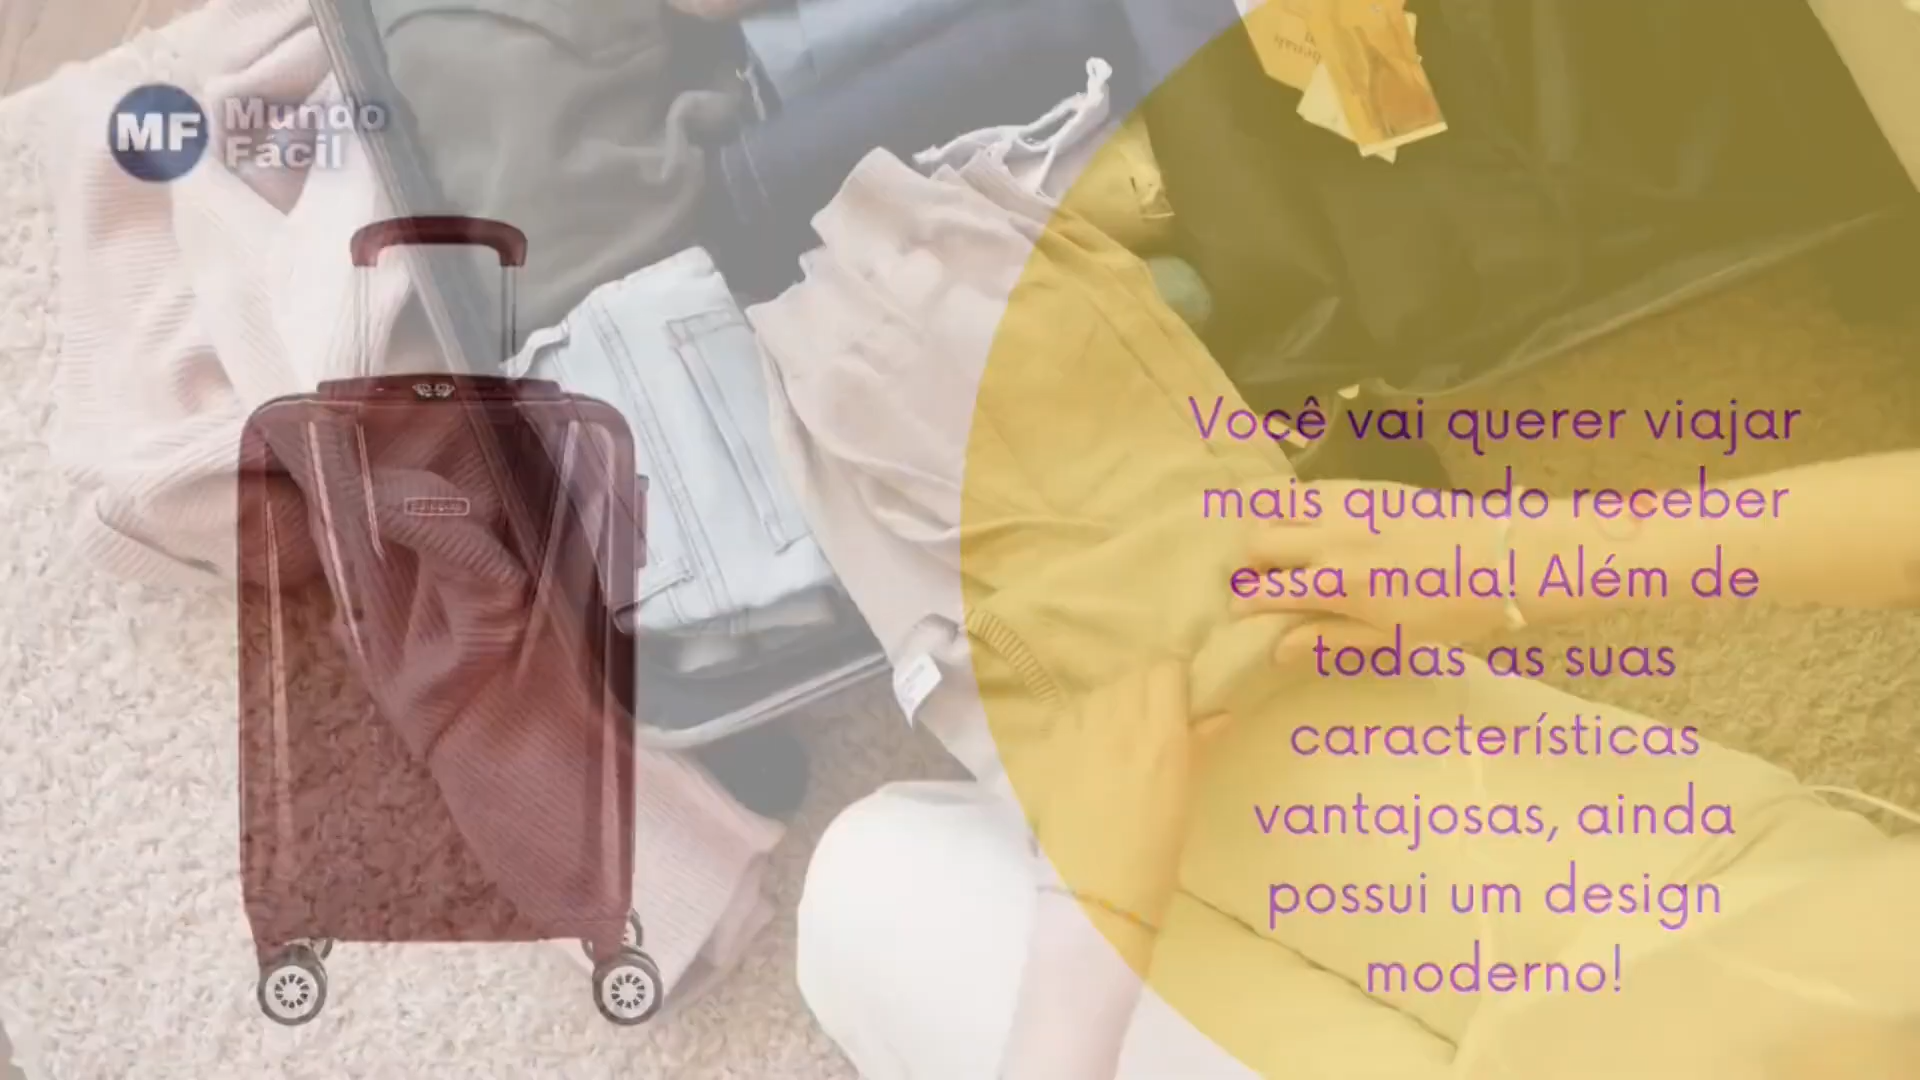 MF Mundo
Fácil
Você vai querer viajar
mais quando receber
essa mala! Além de
todas as suas
características
vantajosas, ainda
possui um design
moderno!